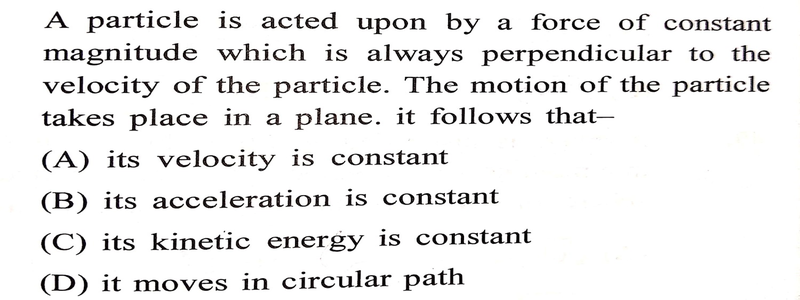 A particle is acted upon by a force of constant
magnitude which is always perpendicular to the
velocity of the particle. The motion of the particle
takes place in a plane. it follows that–
(A) its velocity is constant
(B) its acceleration is constant
(C) its kinetic energy is constant
(D) it moves in circular path